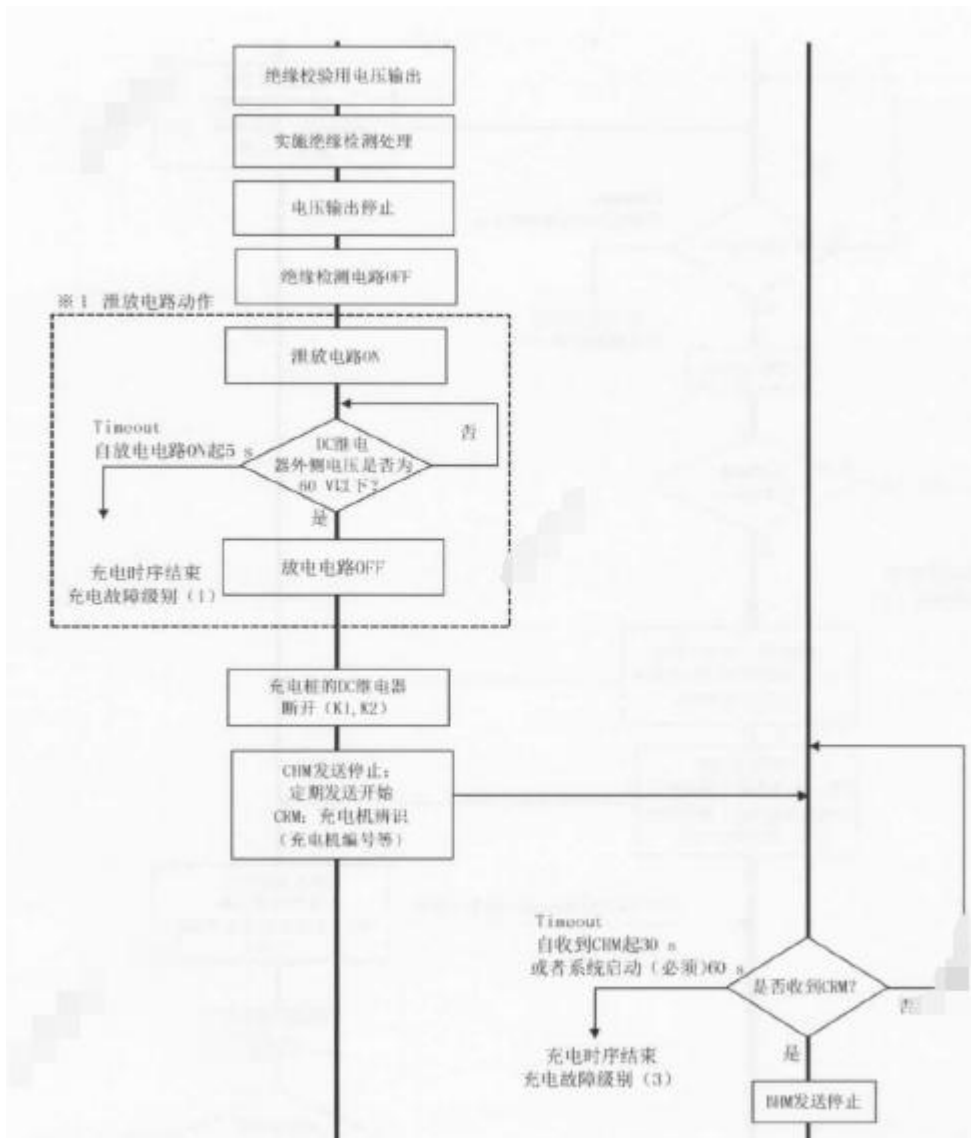 绝缘校验用电压输出
实施绝缘检测处理
电压输出停止
绝缘检测电路OFF
※1 泄放电路动作
泄放电路ON
Timeout
自放电电路ON起5 s
DC继电
器外侧电压是否为
60 V以下?
否
是
充电时序结束
充电故障级别（1）
放电电路OFF
充电桩的DC继电器
断开（K1,K2）
CHM发送停止;
定期发送开始
CRM: 充电机辨识
（充电机编号等）
Timeout
自收到CHM起30 s
或者系统启动（必须)60 s
是否收到CRM?
否
是
充电时序结束
充电故障级别（3）
BHM发送停止